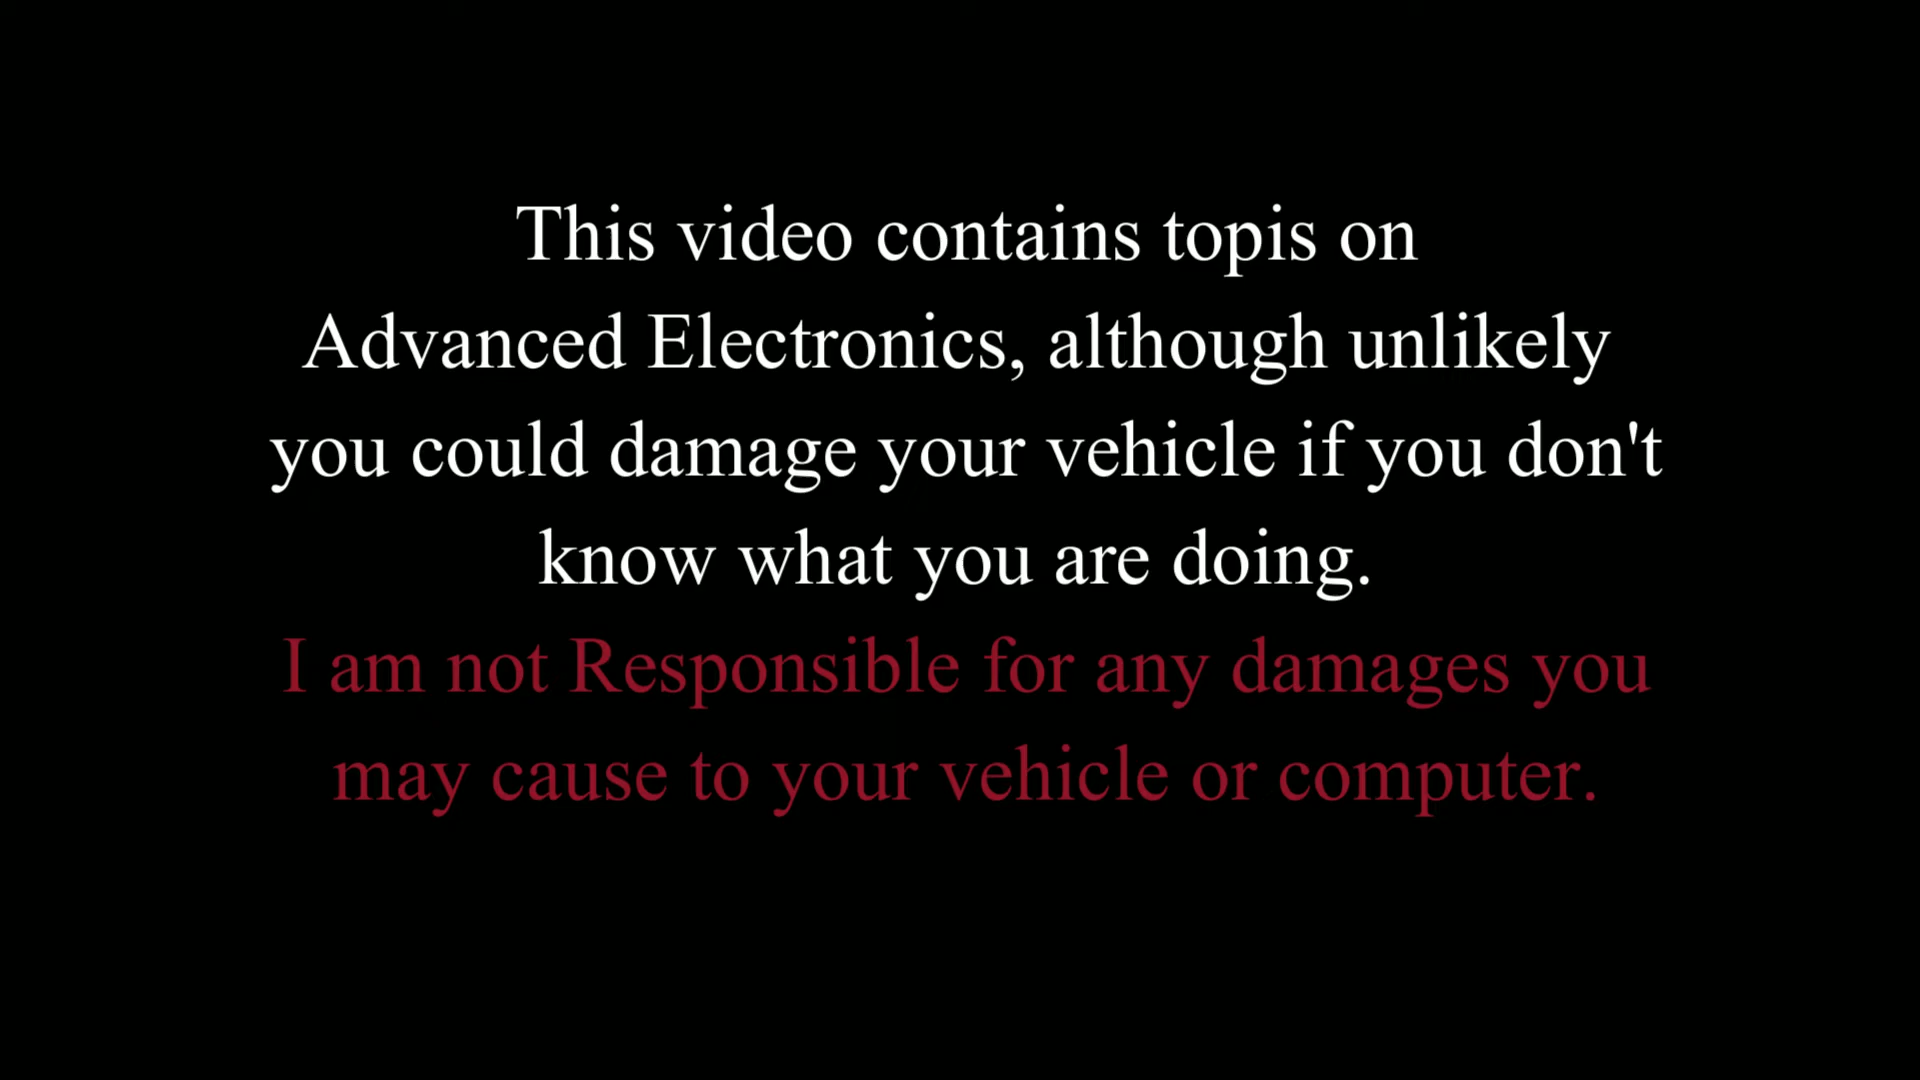 This video contains topis on
Advanced Electronics, although unlikely
you could damage your vehicle if you don't
know what you are doing.
I am not Responsible for any damages you
may cause to your vehicle or computer.